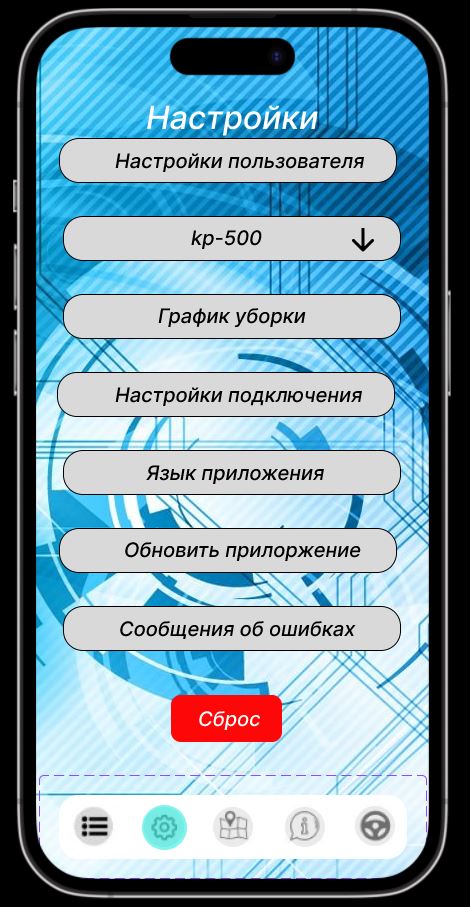 Настройки
Настройки пользователя
kp-500
График уборки
Настройки подключения
Язык приложения
Обновить прилоржение
Сообщения об ошибках
Сброс